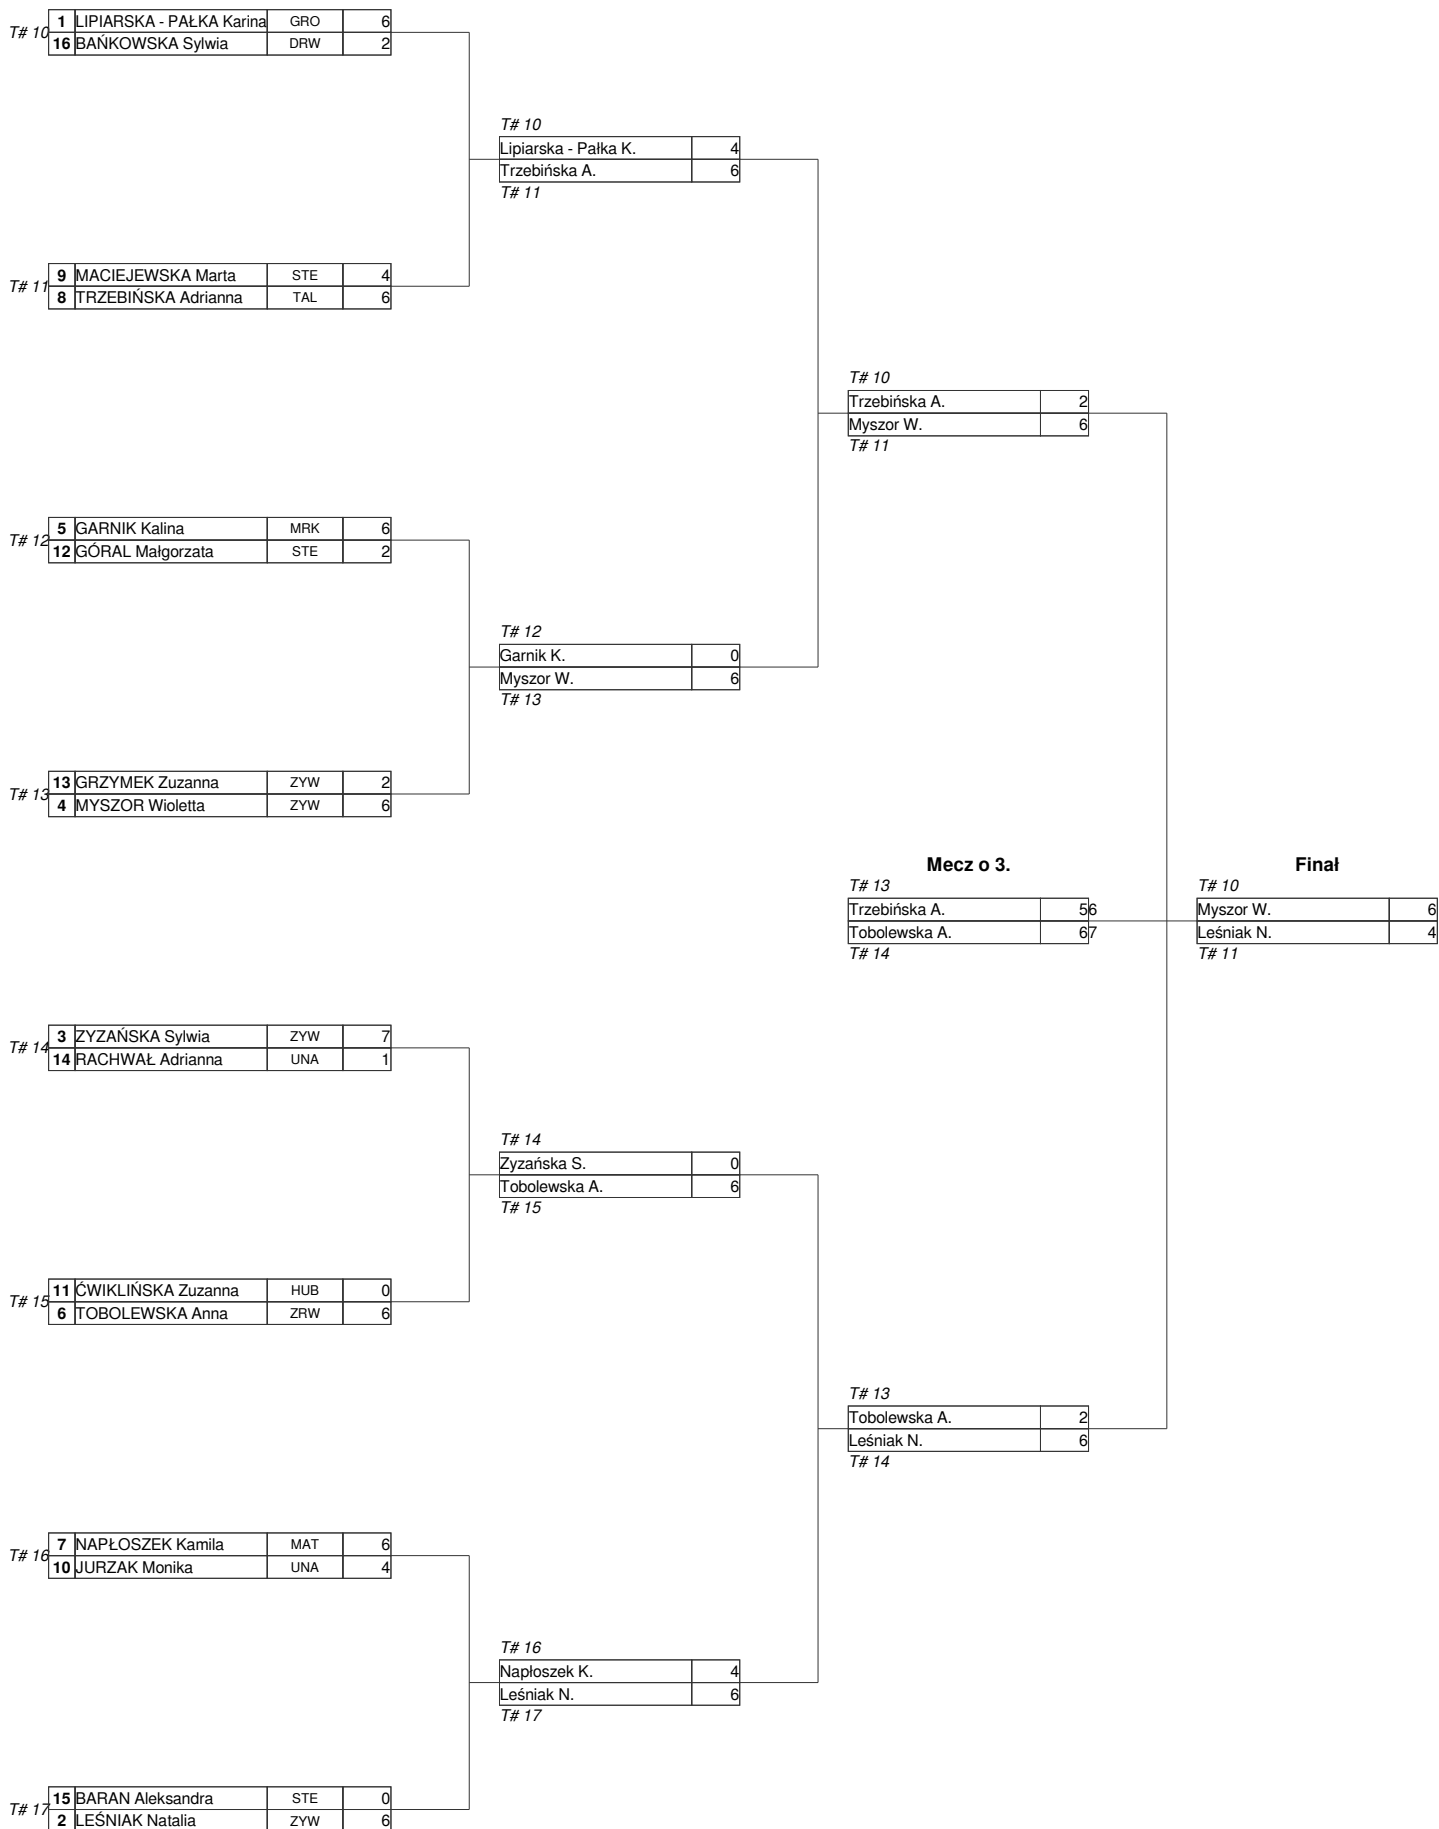 T# 10
1 LIPIARSKA - PAŁKA Karina GRO 6
16 BAŃKOWSKA Sylwia DRW 2
T# 10
Lipiarska - Pałka K. 4
Trzebińska A. 6
T# 11
T# 11
9 MACIEJEWSKA Marta STE 4
8 TRZEBIŃSKA Adrianna TAL 6
T# 10
Trzebińska A. 2
Myszor W. 6
T# 11
T# 12
5 GARNIK Kalina MRK 6
12 GÓRAL Małgorzata STE 2
T# 12
Garnik K. 0
Myszor W. 6
T# 13
T# 13
13 GRZYMEK Zuzanna ZYW 2
4 MYSZOR Wioletta ZYW 6
Mecz o 3.
T# 13
Trzebińska A. 56
Tobolewska A. 67
T# 14
Finał
T# 10
Myszor W. 6
Leśniak N. 4
T# 11
T# 14
3 ZYZAŃSKA Sylwia ZYW 7
14 RACHWAŁ Adrianna UNA 1
T# 14
Zyzańska S. 0
Tobolewska A. 6
T# 15
T# 15
11 ĆWIKLIŃSKA Zuzanna HUB 0
6 TOBOLEWSKA Anna ZRW 6
T# 13
Tobolewska A. 2
Leśniak N. 6
T# 14
T# 16
7 NAPŁOSZEK Kamila MAT 6
10 JURZAK Monika UNA 4
T# 16
Napłoszek K. 4
Leśniak N. 6
T# 17
T# 17
15 BARAN Aleksandra STE 0
2 LEŚNIAK Natalia ZYW 6